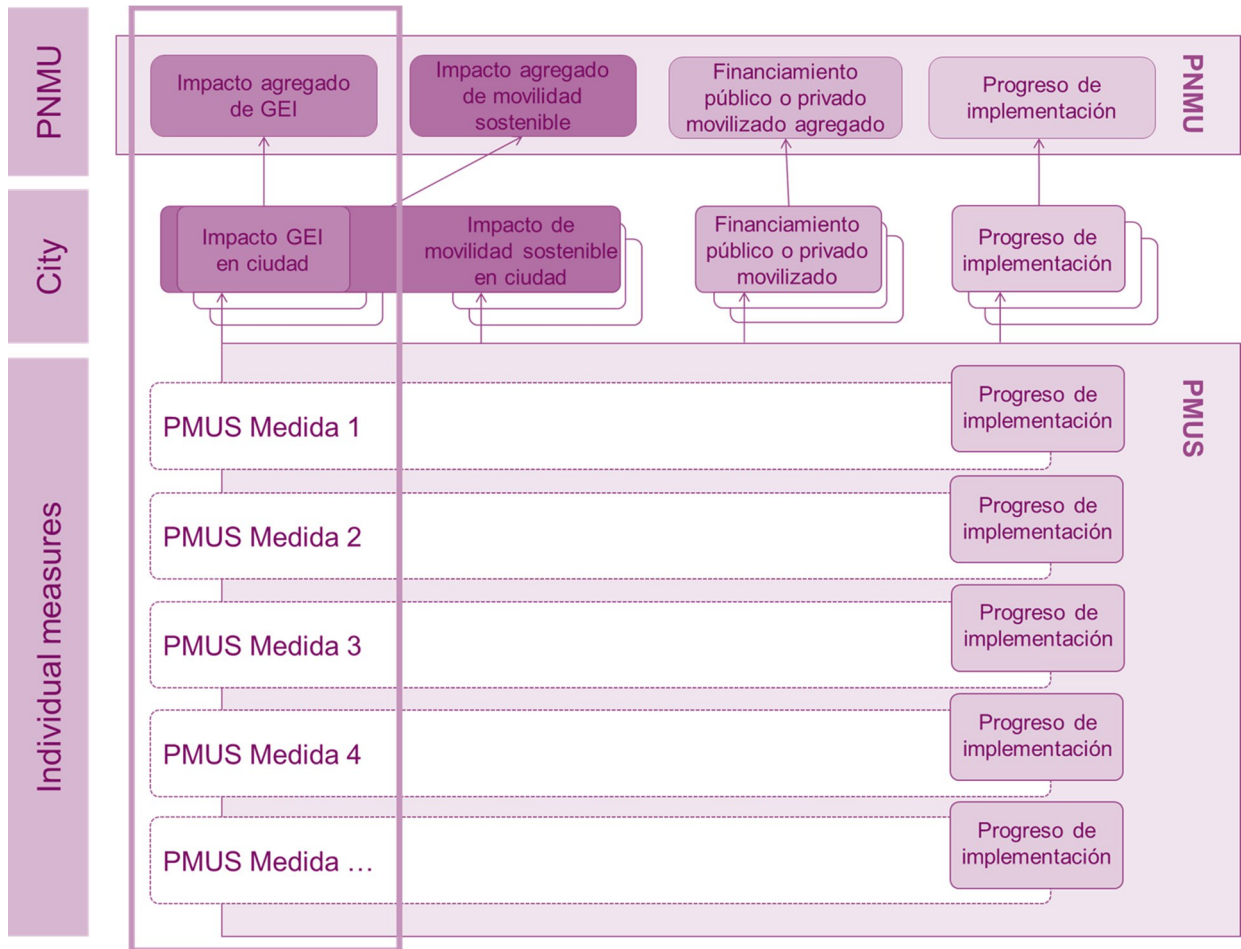 PNMU
Impacto agregado
de GEI
Impacto agregado
de movilidad
sostenible
Financiamiento
público o privado
movilizado agregado
Progreso de
implementación
PNMU
City
Impacto GEI
en ciudad
Impacto de
movilidad sostenible
en ciudad
Financiamiento
público o privado
movilizado
Progreso de
implementación
Individual measures
PMUS
PMUS Medida 1
Progreso de
implementación
PMUS Medida 2
Progreso de
implementación
PMUS Medida 3
Progreso de
implementación
PMUS Medida 4
Progreso de
implementación
PMUS Medida …
Progreso de
implementación